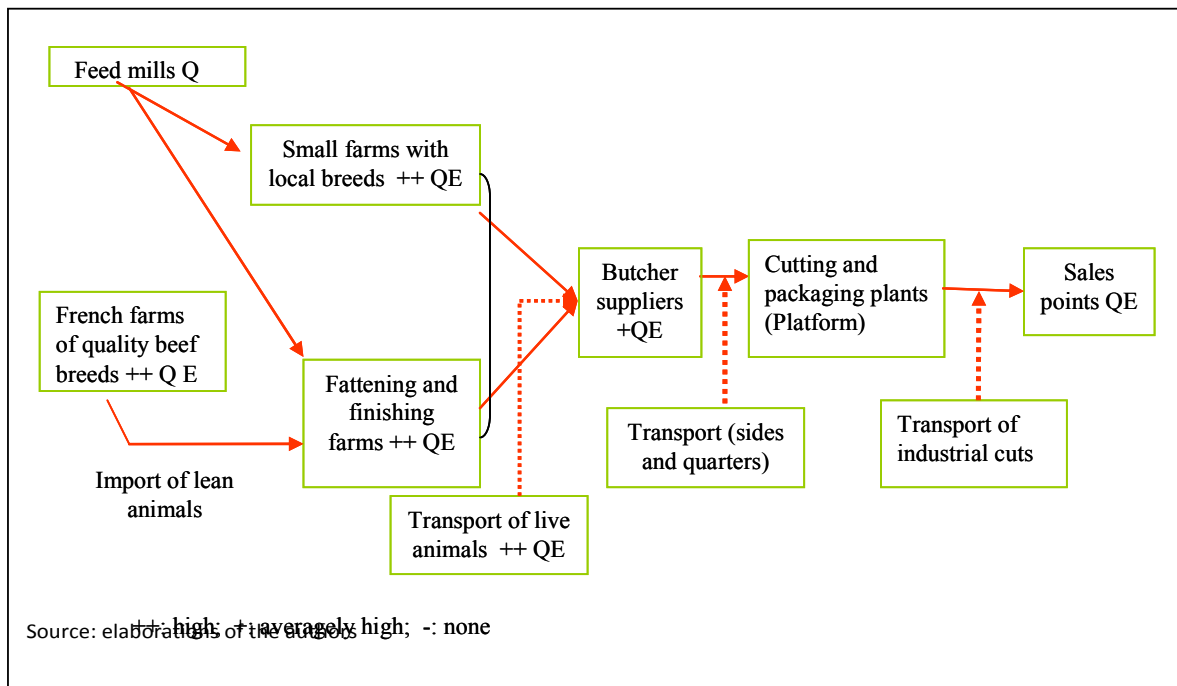 Feed mills Q
Small farms with
local breeds ++ QE
French farms
of quality beef
breeds ++ Q E
Fattening and
finishing
farms ++ QE
Import of lean
animals
Transport of live
animals ++ QE
Butcher
suppliers
+QE
Transport (sides
and quarters)
Cutting and
packaging plants
(Platform)
Transport of
industrial cuts
Sales
points QE
++: high; +: averagely high; -: none
Source: elaborations of the authors